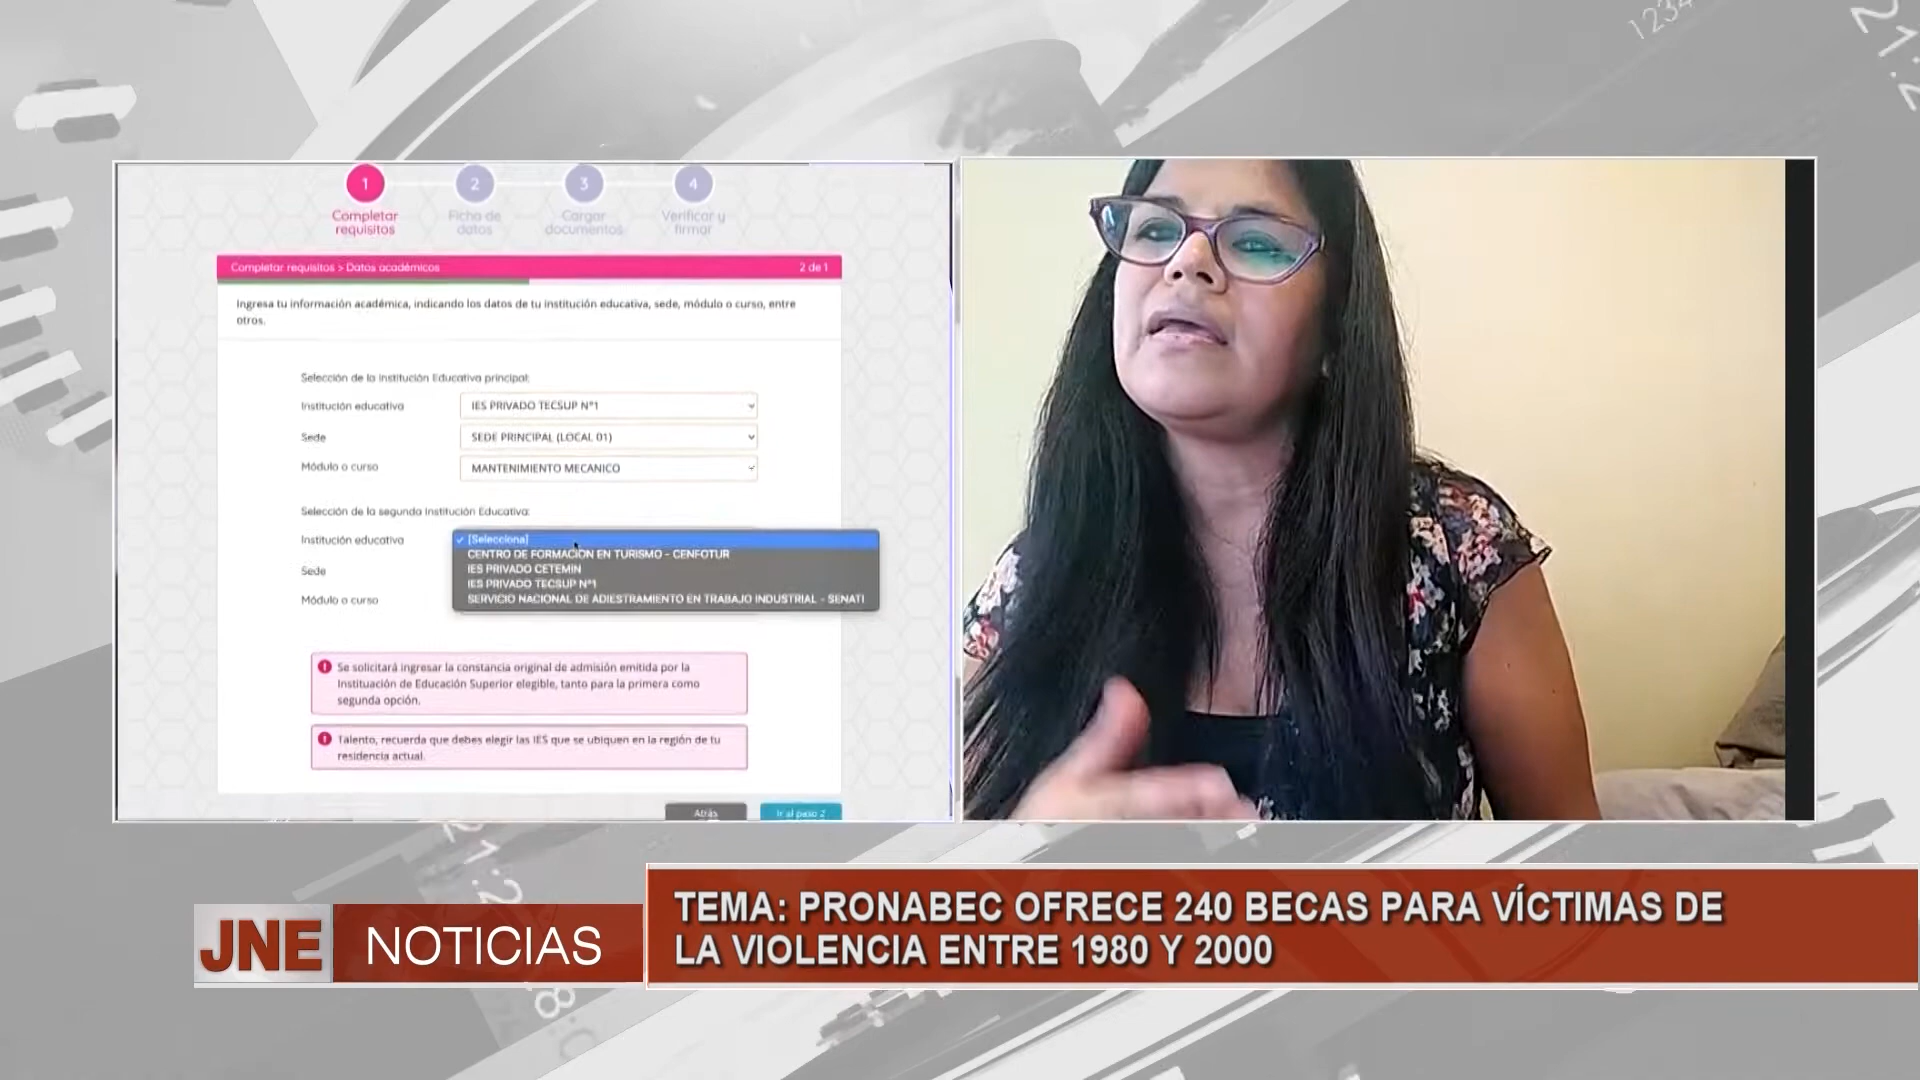 1234
21:2
1
2
3
4
Completar
requisitos
Ficha de
datos
Cargar
documentos
Verificar y
firmar
Completar requisitos > Datos académicos
2 de 1
Ingresa tu información académica, indicando los datos de tu institución educativa, sede, módulo o curso, entre
otros.
Selección de la Institución Educativa principal:
Institución educativa
IES PRIVADO TECSUP N°1
Sede
SEDE PRINCIPAL (LOCAL 01)
Módulo o curso
MANTENIMIENTO MECANICO
Selección de la segunda Institución Educativa:
Institución educativa
✓ [Selecciona]
CENTRO DE FORMACION EN TURISMO - CENFOTUR
IES PRIVADO CETEMIN
IES PRIVADO TECSUP N°1
SERVICIO NACIONAL DE ADIESTRAMIENTO EN TRABAJO INDUSTRIAL - SENATI
Sede
Módulo o curso
Se solicitará ingresar la constancia original de admisión emitida por la
Instituación de Educación Superior elegible, tanto para la primera como
segunda opción.
Talento, recuerda que debes elegir las IES que se ubiquen en la región de tu
residencia actual.
Atrás
Ir al paso 2
TEMA: PRONABEC OFRECE 240 BECAS PARA VÍCTIMAS DE
LA VIOLENCIA ENTRE 1980 Y 2000
JNE NOTICIAS